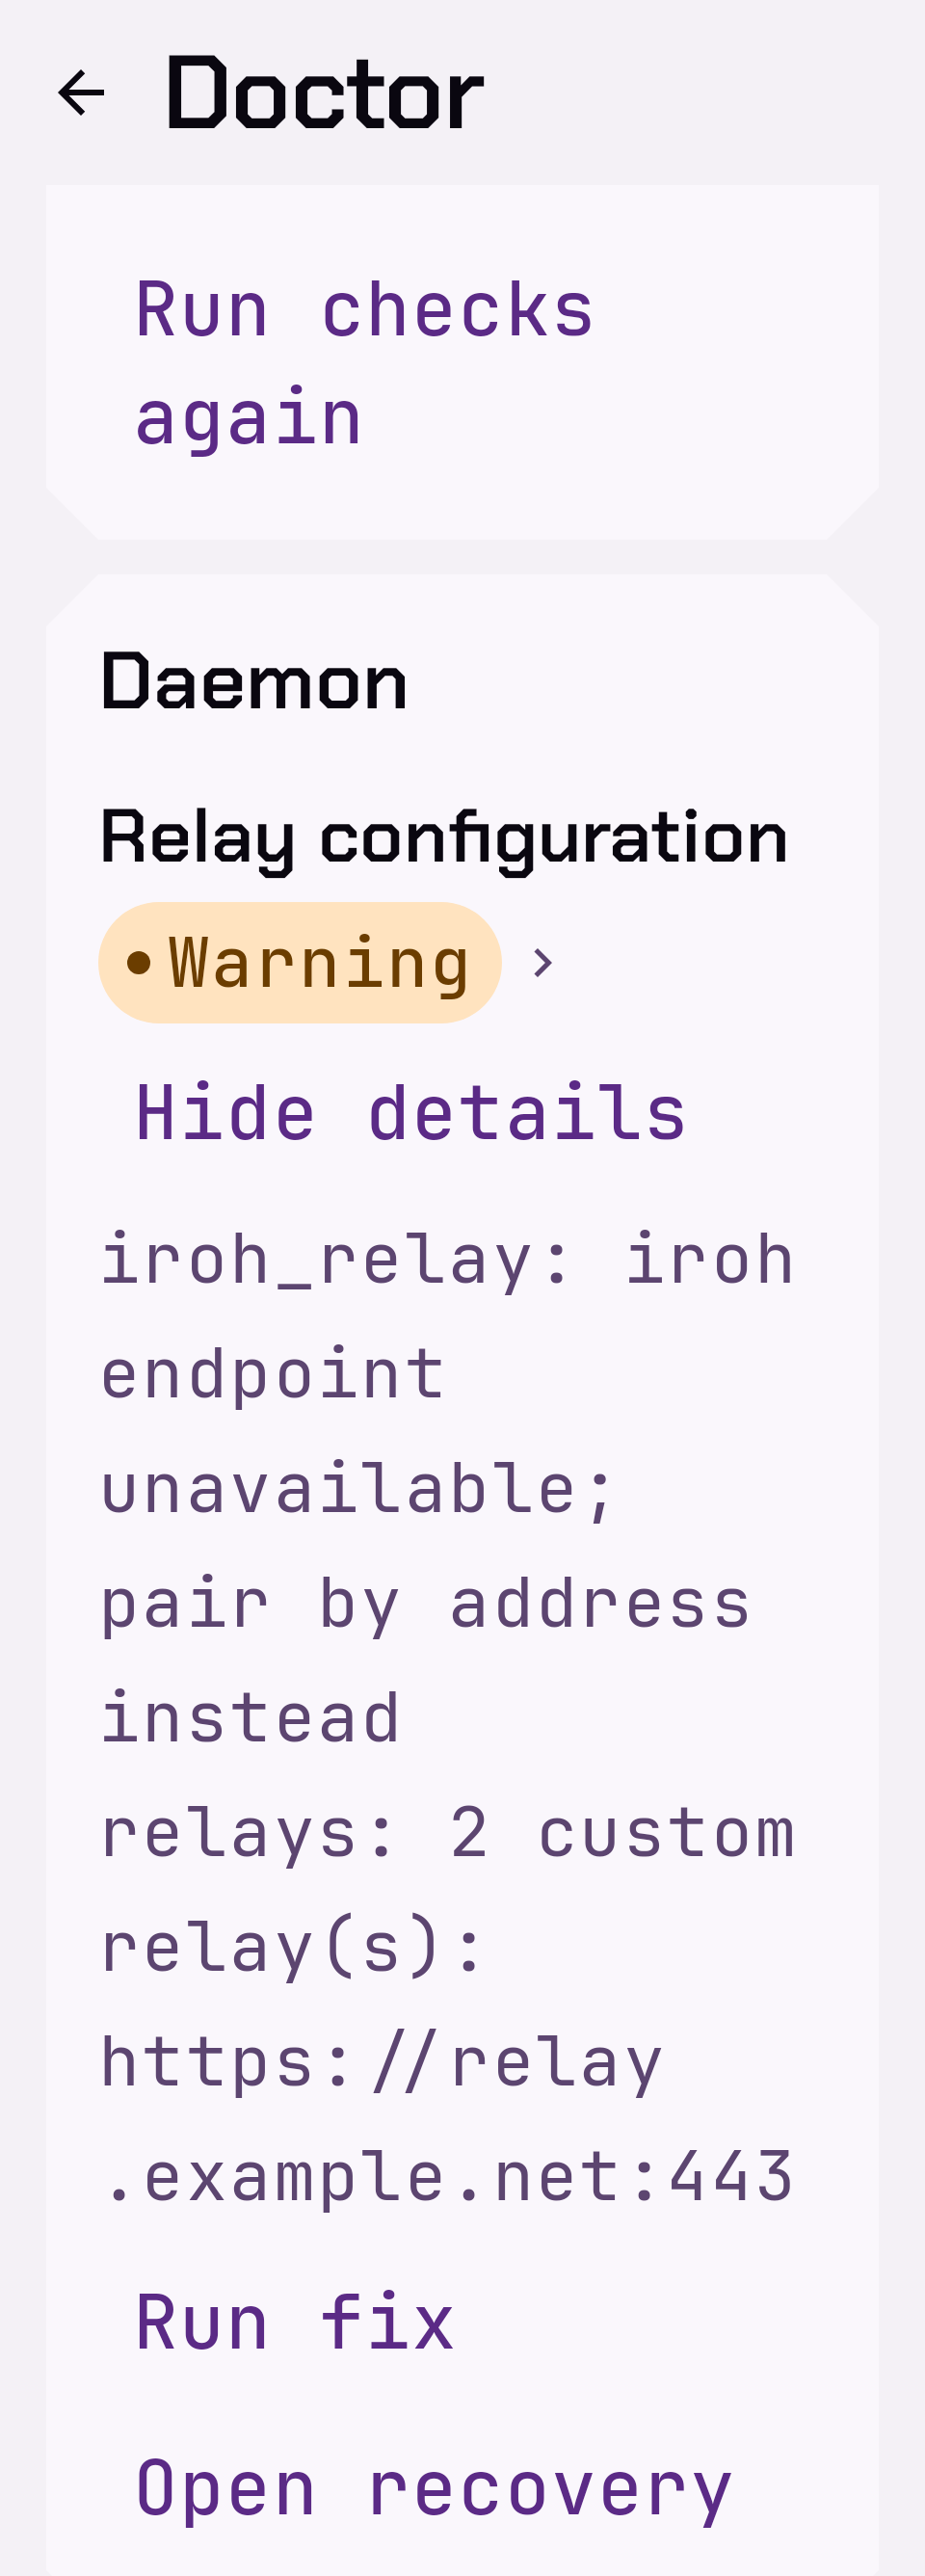 Doctor
Run checks
again
Daemon
Relay configuration
Warning
Hide details
iroh_relay: iroh
endpoint
unavailable;
pair by address
instead
relays: 2 custom
relay(s):
https://relay
.example.net:443
Run fix
Open recovery